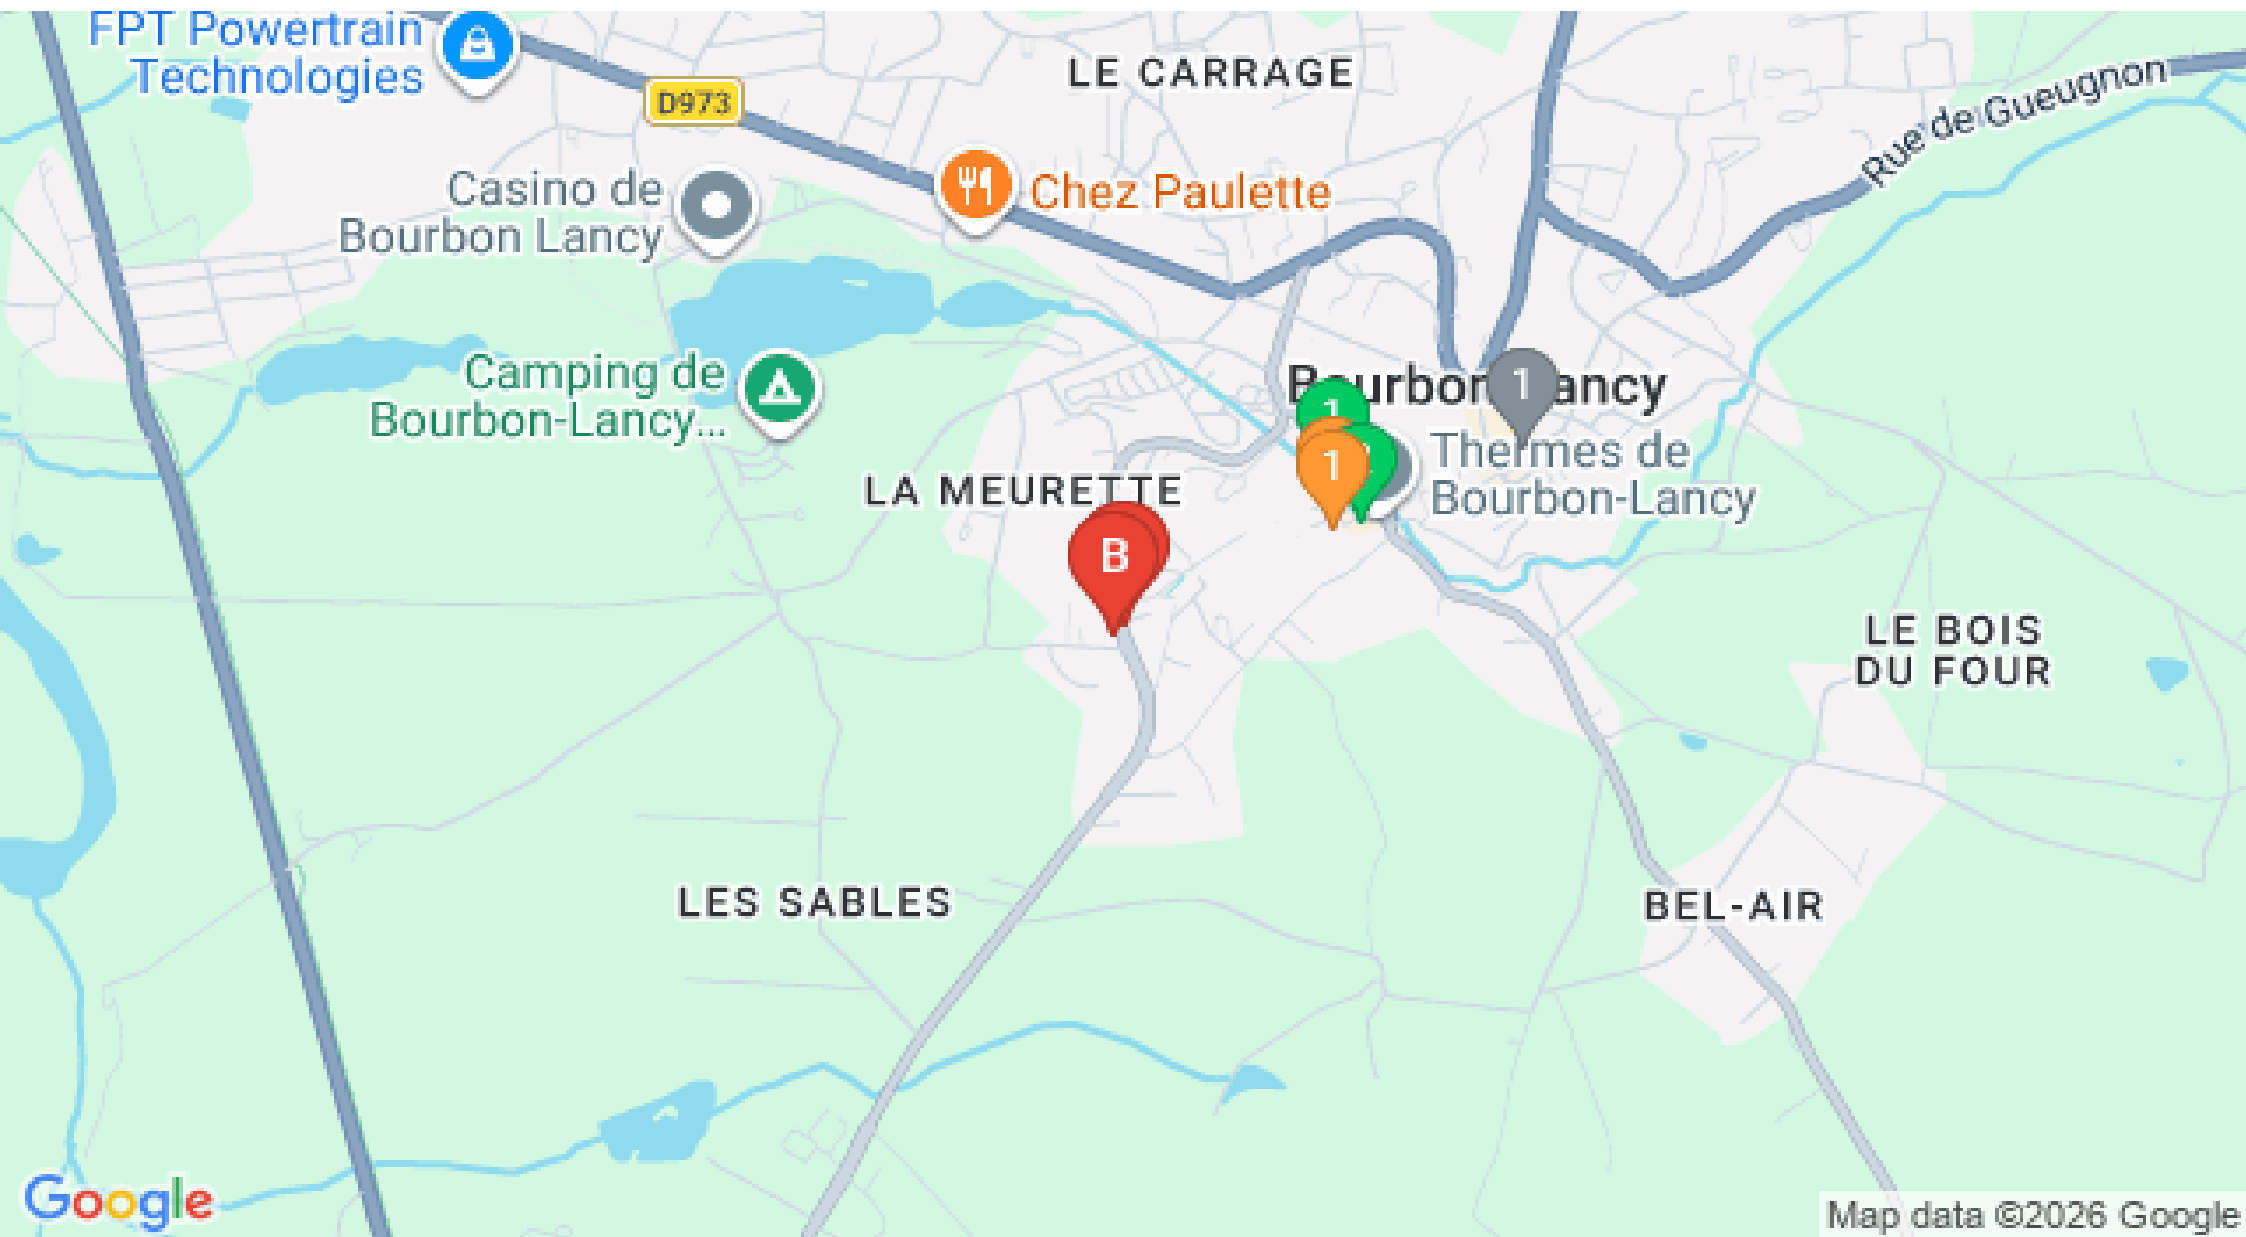 FPT Powertrain
Technologies
D973
LE CARRAGE
Rue de Gueugnon
Casino de
Bourbon Lancy
Chez Paulette
Camping de
Bourbon-Lancy...
Bourbon-Lancy
1
1
1
Thermes de
Bourbon-Lancy
LA MEURETTE
B
LE BOIS
DU FOUR
LES SABLES
BEL-AIR
Google
Map data ©2026 Google